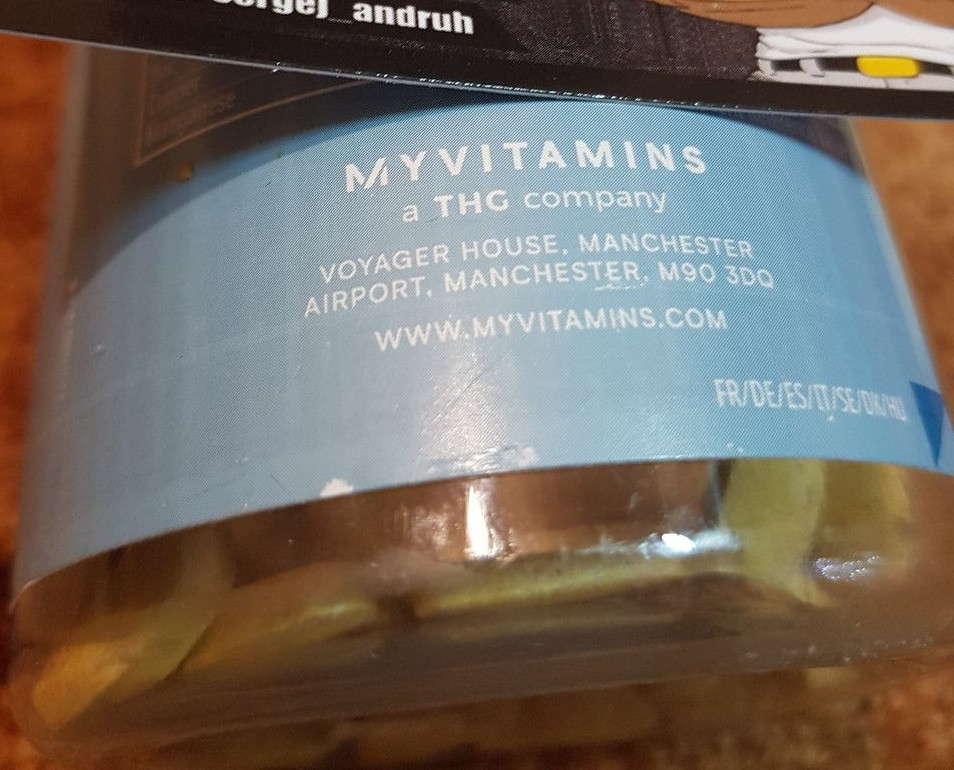 andruh
MYVITAMINS
a THG company
VOYAGER HOUSE, MANCHESTER
AIRPORT, MANCHESTER, M90 3DQ
WWW.MYVITAMINS.COM
FR/DE/ES/IT/SE/DK/HU